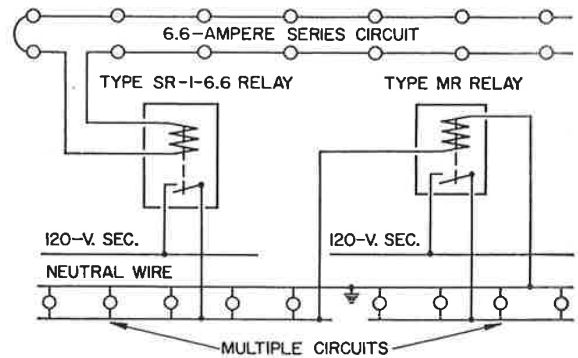 6.6-AMPERE SERIES CIRCUIT
TYPE SR-1-6.6 RELAY
TYPE MR RELAY
120-V. SEC.
120-V. SEC.
NEUTRAL WIRE
MULTIPLE CIRCUITS